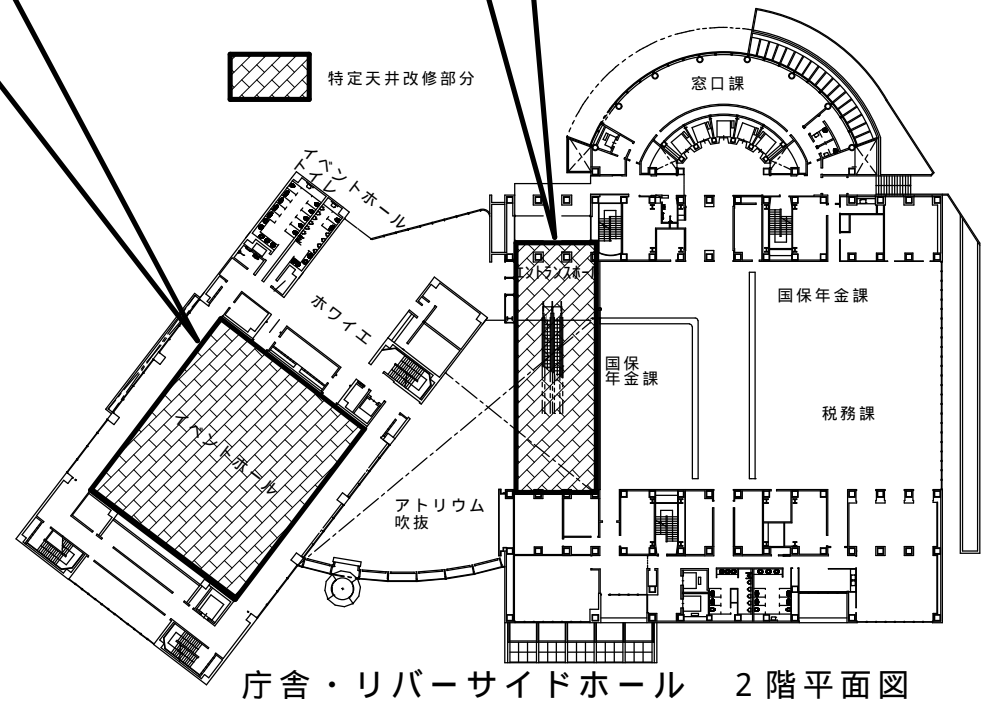 特定天井改修部分
窓口課
イベントホール
トイレ
エントランスホール
国保年金課
ホワイエ
国保
年金課
税務課
イベントホール
アトリウム
吹抜
庁舎・リバーサイドホール 2階平面図